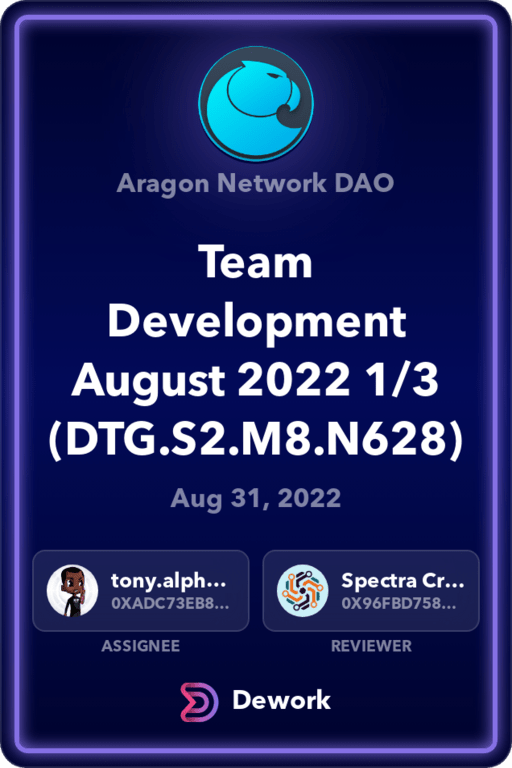 Aragon Network DAO
Team
Development
August 2022 1/3
(DTG.S2.M8.N628)
Aug 31, 2022
tony.alph...
0XADC73EB8...
Spectra Cr...
0X96FBD758...
ASSIGNEE
REVIEWER
Dework